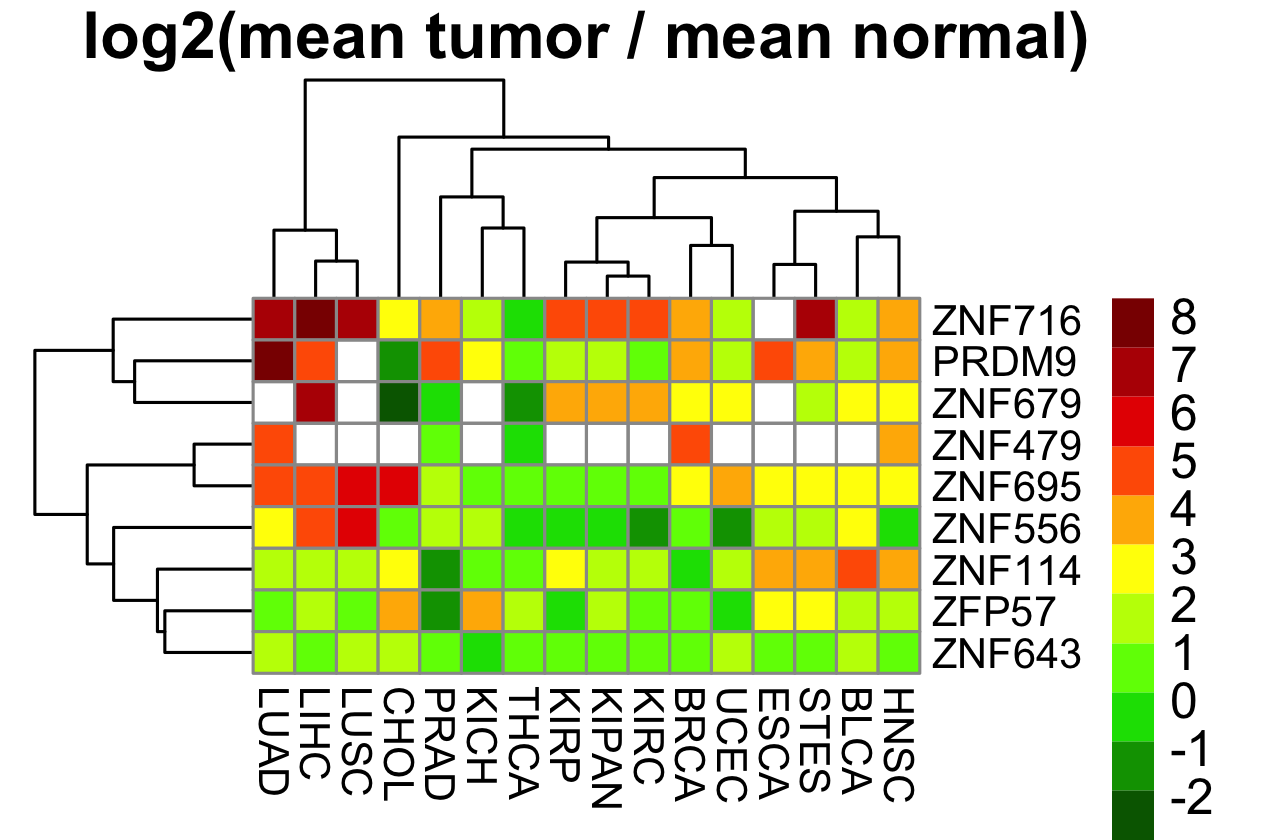 log2(mean tumor / mean normal)
ZNF716
PRDM9
ZNF679
ZNF479
ZNF695
ZNF556
ZNF114
ZFP57
ZNF643
8
7
6
5
4
3
2
1
0
-1
-2
LUAD
LIHC
LUSC
CHOL
PRAD
KICH
THCA
KIRP
KIPAN
KIRC
BRCA
UCEC
ESCA
STES
BLCA
HNSC